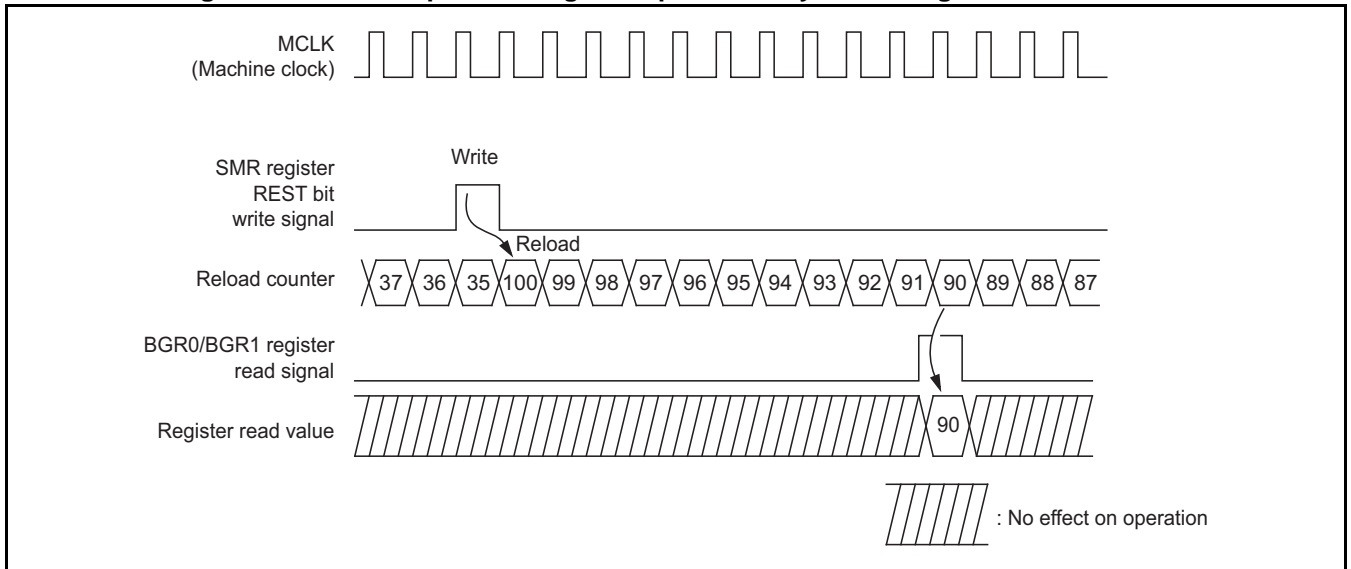 MCLK
(Machine clock)
Write
SMR register
REST bit
write signal
Reload
Reload counter
37 36 35 100 99 98 97 96 95 94 93 92 91 90 89 88 87
BGR0/BGR1 register
read signal
Register read value
90
: No effect on operation